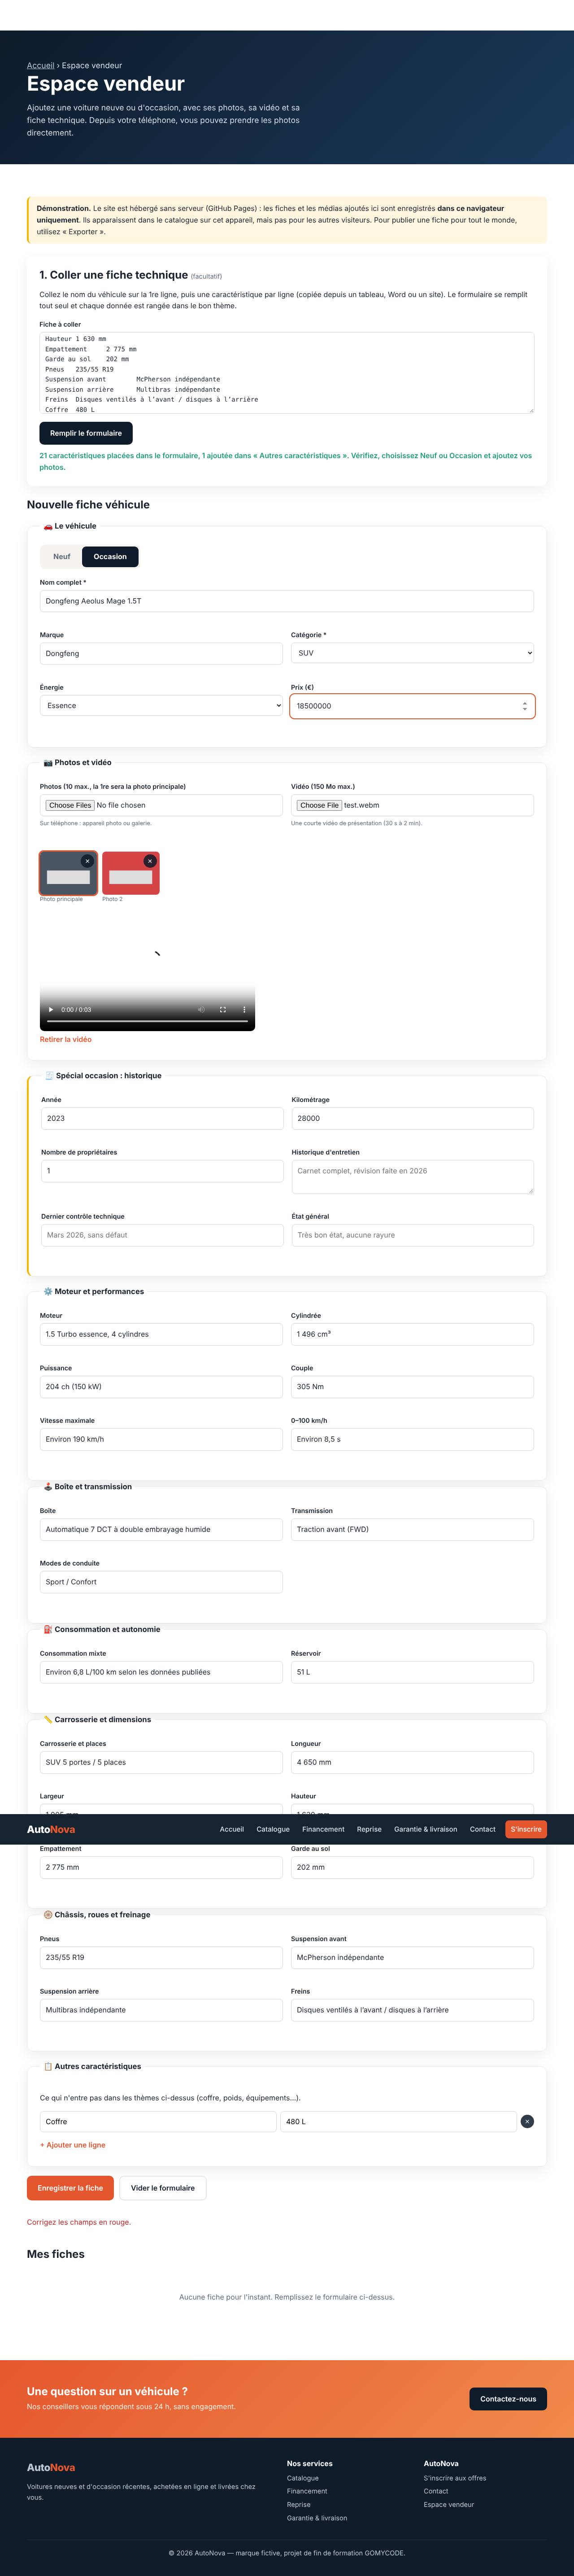 Accueil › Espace vendeur
Espace vendeur
Ajoutez une voiture neuve ou d'occasion, avec ses photos, sa vidéo et sa
fiche technique. Depuis votre téléphone, vous pouvez prendre les photos
directement.
Démonstration. Le site est hébergé sans serveur (GitHub Pages) : les fiches et les médias ajoutés ici sont enregistrés dans ce navigateur
uniquement. Ils apparaissent dans le catalogue sur cet appareil, mais pas pour les autres visiteurs. Pour publier une fiche pour tout le monde,
utilisez « Exporter ».
1. Coller une fiche technique (facultatif)
Collez le nom du véhicule sur la 1re ligne, puis une caractéristique par ligne (copiée depuis un tableau, Word ou un site). Le formulaire se remplit
tout seul et chaque donnée est rangée dans le bon thème.
Fiche à coller
Hauteur 1 630 mm
Empattement 2 775 mm
Garde au sol 202 mm
Pneus 235/55 R19
Suspension avant McPherson indépendante
Suspension arrière Multibras indépendante
Freins Disques ventilés à l'avant / disques à l'arrière
Coffre 480 L
Remplir le formulaire
21 caractéristiques placées dans le formulaire, 1 ajoutée dans « Autres caractéristiques ». Vérifiez, choisissez Neuf ou Occasion et ajoutez vos
photos.
Nouvelle fiche véhicule
Le véhicule
Neuf Occasion
Nom complet *
Dongfeng Aeolus Mage 1.5T
Marque Catégorie *
Dongfeng SUV
Énergie Prix (€)
Essence 18500000
Photos et vidéo
Photos (10 max., la 1re sera la photo principale) Vidéo (150 Mo max.)
Choose Files No file chosen Choose File test.webm
Sur téléphone : appareil photo ou galerie. Une courte vidéo de présentation (30 s à 2 min).
Photo principale Photo 2
0:00 / 0:03
Retirer la vidéo
Spécial occasion : historique
Année Kilométrage
2023 28000
Nombre de propriétaires Historique d'entretien
1 Carnet complet, révision faite en 2026
Dernier contrôle technique État général
Mars 2026, sans défaut Très bon état, aucune rayure
Moteur et performances
Moteur Cylindrée
1.5 Turbo essence, 4 cylindres 1 496 cm³
Puissance Couple
204 ch (150 kW) 305 Nm
Vitesse maximale 0–100 km/h
Environ 190 km/h Environ 8,5 s
Boîte et transmission
Boîte Transmission
Automatique 7 DCT à double embrayage humide Traction avant (FWD)
Modes de conduite
Sport / Confort
Consommation et autonomie
Consommation mixte Réservoir
Environ 6,8 L/100 km selon les données publiées 51 L
Carrosserie et dimensions
Carrosserie et places Longueur
SUV 5 portes / 5 places 4 650 mm
Largeur Hauteur
AutoNova Accueil Catalogue Financement Reprise Garantie & livraison Contact S'inscrire
Empattement Garde au sol
2 775 mm 202 mm
Châssis, roues et freinage
Pneus Suspension avant
235/55 R19 McPherson indépendante
Suspension arrière Freins
Multibras indépendante Disques ventilés à l'avant / disques à l'arrière
Autres caractéristiques
Ce qui n'entre pas dans les thèmes ci-dessus (coffre, poids, équipements…).
Coffre 480 L
+ Ajouter une ligne
Enregistrer la fiche Vider le formulaire
Corrigez les champs en rouge.
Mes fiches
Aucune fiche pour l'instant. Remplissez le formulaire ci-dessus.
Une question sur un véhicule ?
Nos conseillers vous répondent sous 24 h, sans engagement.
Contactez-nous
AutoNova Nos services AutoNova
Voitures neuves et d'occasion récentes, achetées en ligne et livrées chez
vous.
Catalogue S'inscrire aux offres
Financement Contact
Reprise Espace vendeur
Garantie & livraison
© 2026 AutoNova — marque fictive, projet de fin de formation GOMYCODE.